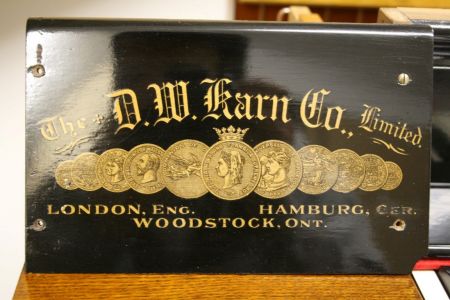 The D.W. Karn Co., Limited.
LONDON, ENG. HAMBURG, GER.
WOODSTOCK, ONT.